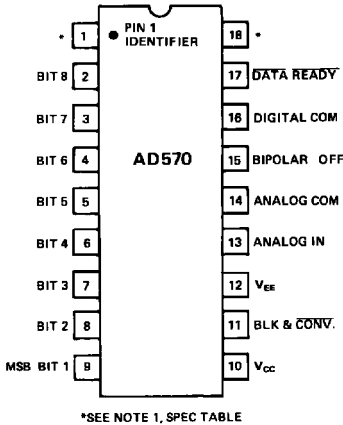 PIN 1
IDENTIFIER
* 1 18 *
BIT 8 2 17 DATA READY
BIT 7 3 16 DIGITAL COM
BIT 6 4 AD570 15 BIPOLAR OFF
BIT 5 5 14 ANALOG COM
BIT 4 6 13 ANALOG IN
BIT 3 7 12 VEE
BIT 2 8 11 BLK & CONV.
MSB BIT 1 9 10 VCC
*SEE NOTE 1, SPEC TABLE